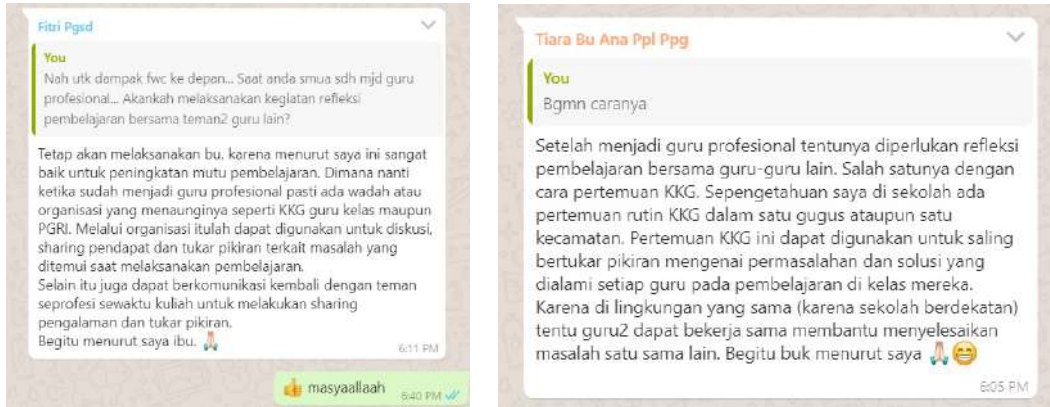 Fitri Pgsd
You
Nah utk dampak fwc ke depan... Saat anda smua sdh mjd guru
profesional... Akankah melaksanakan kegiatan refleksi
pembelajaran bersama teman2 guru lain?
Tetap akan melaksanakan bu, karena menurut saya ini sangat
baik untuk peningkatan mutu pembelajaran. Dimana nanti
ketika sudah menjadi guru profesional pasti ada wadah atau
organisasi yang menaunginya seperti KKG guru kelas maupun
PGRI. Melalui organisasi itulah dapat digunakan untuk diskusi,
sharing pendapat dan tukar pikiran terkait masalah yang
ditemui saat melaksanakan pembelajaran.
Selain itu juga dapat berkomunikasi kembali dengan teman
seprofesi sewaktu kuliah untuk melakukan sharing
pengalaman dan tukar pikiran.
Begitu menurut saya ibu. 🙏🏻
6:11 PM
👍 masyaallaah
6:40 PM
Tiara Bu Ana Ppl Ppg
You
Bgmn caranya
Setelah menjadi guru profesional tentunya diperlukan refleksi
pembelajaran bersama guru-guru lain. Salah satunya dengan
cara pertemuan KKG. Sepengetahuan saya di sekolah ada
pertemuan rutin KKG dalam satu gugus ataupun satu
kecamatan. Pertemuan KKG ini dapat digunakan untuk saling
bertukar pikiran mengenai permasalahan dan solusi yang
dialami setiap guru pada pembelajaran di kelas mereka.
Karena di lingkungan yang sama (karena sekolah berdekatan)
tentu guru2 dapat bekerja sama membantu menyelesaikan
masalah satu sama lain. Begitu buk menurut saya 🙏🏻😁
6:05 PM